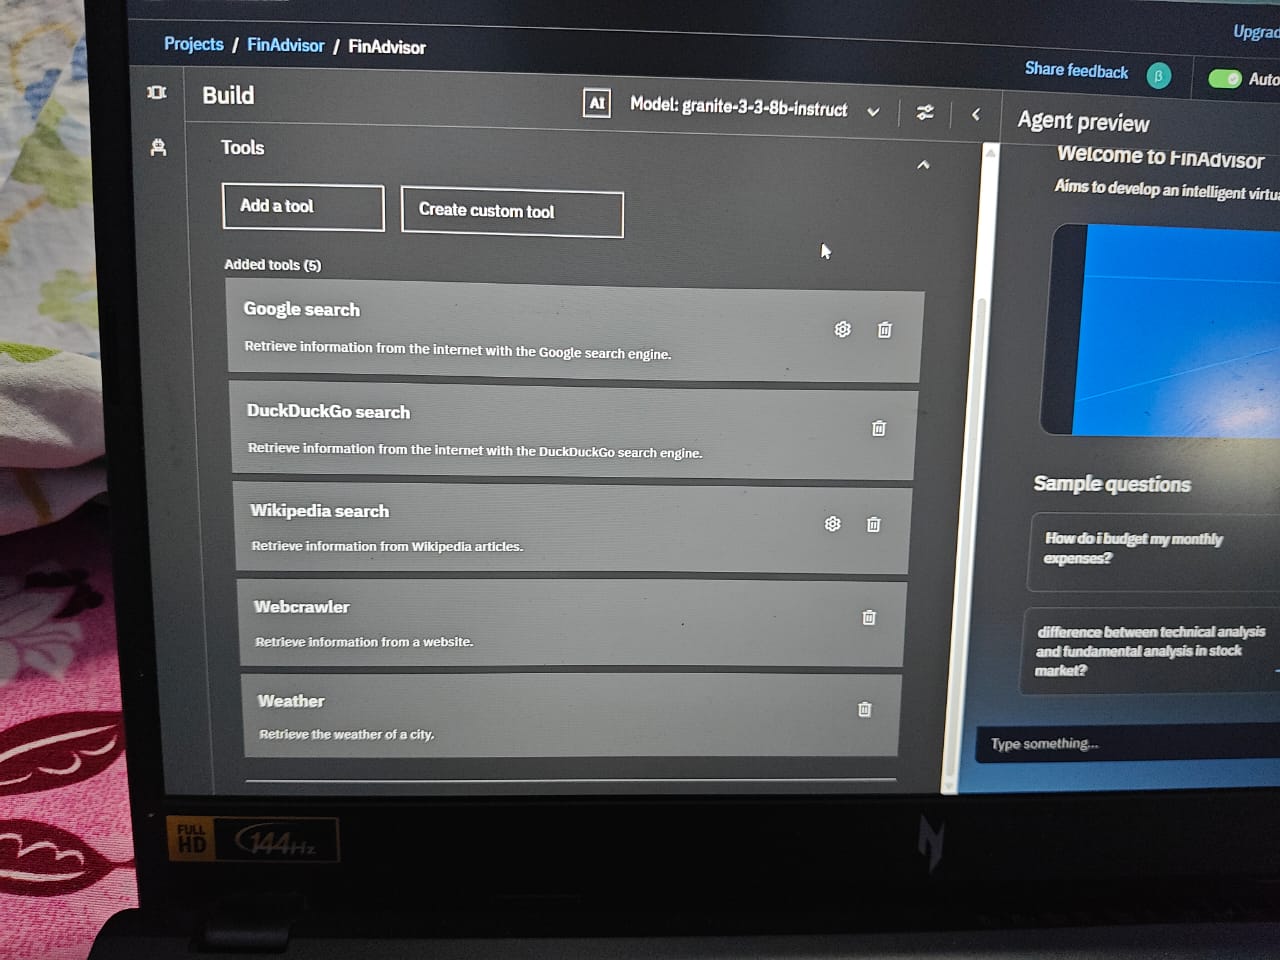 Projects / FinAdvisor / FinAdvisor
Share feedback
β
Build
AI
Model: granite-3-3-8b-instruct
Tools
Add a tool
Create custom tool
Added tools (5)
Google search
Retrieve information from the internet with the Google search engine.
DuckDuckGo search
Retrieve information from the internet with the DuckDuckGo search engine.
Wikipedia search
Retrieve information from Wikipedia articles.
Webcrawler
Retrieve information from a website.
Weather
Retrieve the weather of a city.
Agent preview
Welcome to FinAdvisor
Aims to develop an intelligent
Sample questions
How do i budget my monthly
expenses?
difference between technical analysis
and fundamental analysis in stock
market?
Type something...
FULL
HD
144Hz